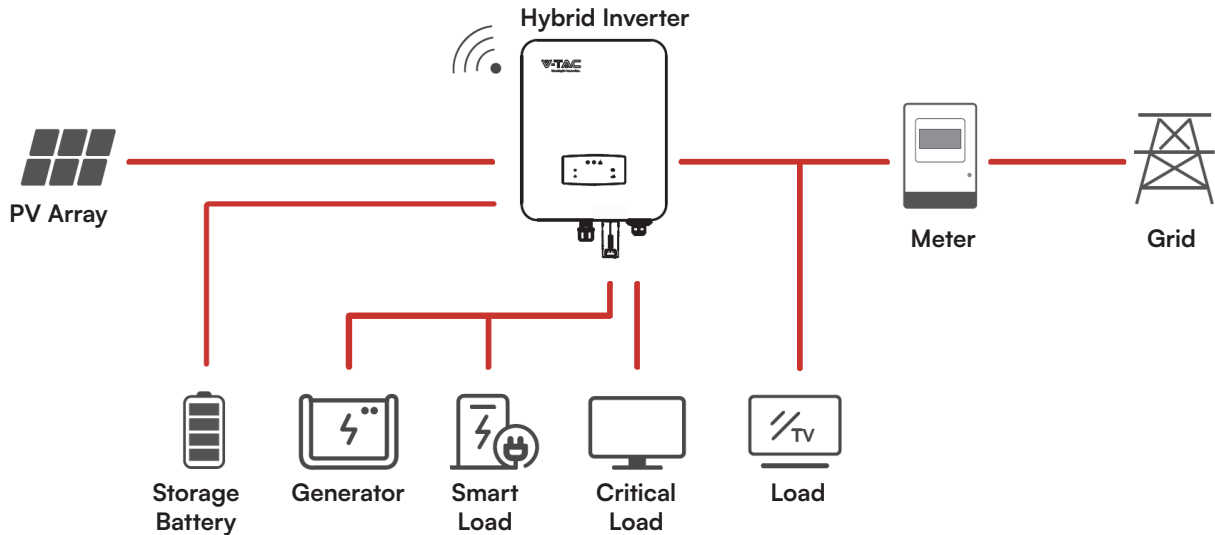 Hybrid Inverter
V-TAC
PV Array
Meter
Grid
TV
Storage
Battery
Generator
Smart
Load
Critical
Load
Load